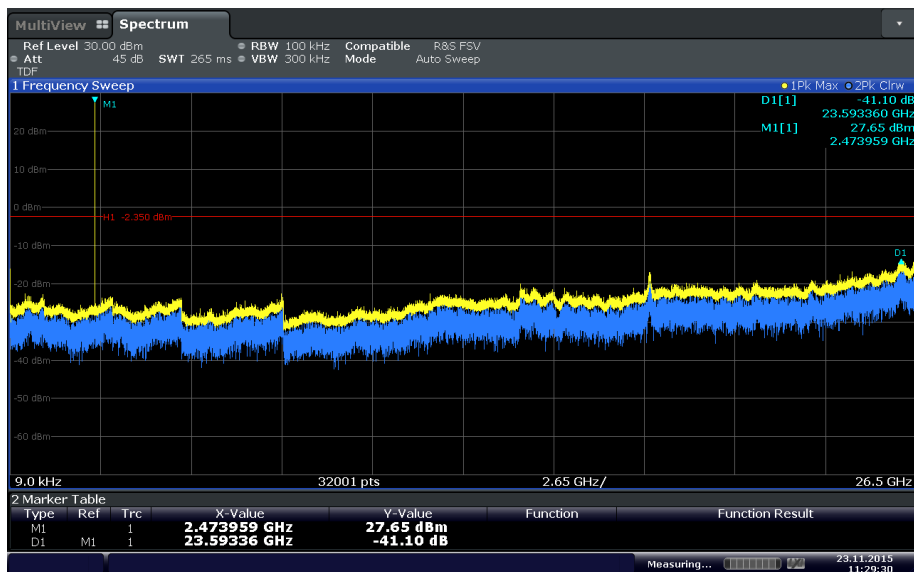 MultiView Spectrum
Ref Level 30.00 dBm RBW 100 kHz Compatible R&S FSV
Att 45 dB SWT 265 ms VBW 300 kHz Mode Auto Sweep
TDF
1 Frequency Sweep 1Pk Max 2Pk Clrw
M1 D1[1] -41.10 dB
23.593360 GHz
20 dBm M1[1] 27.65 dBm
2.473959 GHz
10 dBm
0 dBm
H1 -2.350 dBm
-10 dBm
D1
-20 dBm
-40 dBm
-50 dBm
-60 dBm
9.0 kHz 32001 pts 2.65 GHz/ 26.5 GHz
2 Marker Table
Type Ref Trc X-Value Y-Value Function Function Result
M1 1 2.473959 GHz 27.65 dBm
D1 M1 1 23.59336 GHz -41.10 dB
Measuring... 23.11.2015
11:29:30